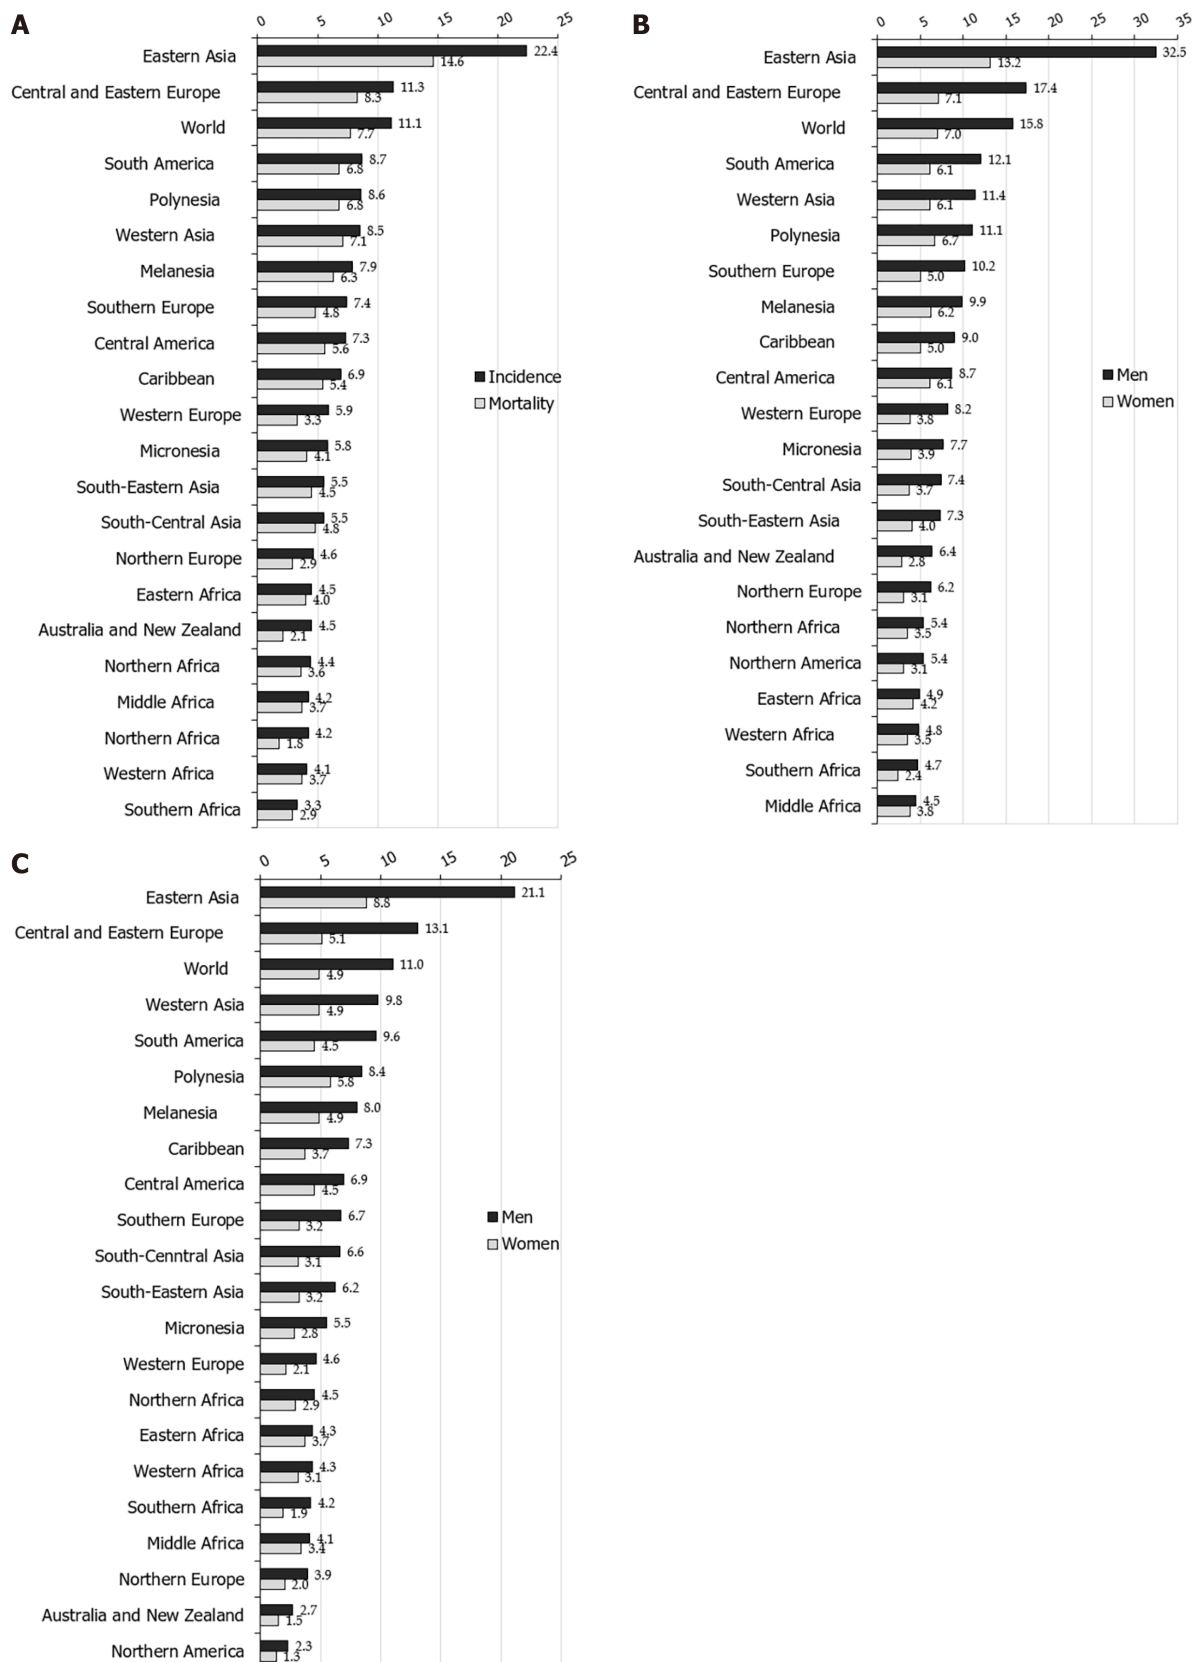 A
0 5 10 15 20 25
Eastern Asia 22.4 14.6
Central and Eastern Europe 11.3 8.3
World 11.1 7.7
South America 8.7 6.8
Polynesia 8.6 6.8
Western Asia 8.5 7.1
Melanesia 7.9 6.3
Southern Europe 7.4 4.8
Central America 7.3 5.6
Caribbean 6.9 5.4
Western Europe 5.9 3.3
Micronesia 5.8 4.1
South-Eastern Asia 5.5 4.5
South-Central Asia 5.5 4.8
Northern Europe 4.6 2.9
Eastern Africa 4.5 4.0
Australia and New Zealand 4.5 2.1
Northern Africa 4.4 3.6
Middle Africa 4.2 3.7
Northern Africa 4.2 1.8
Western Africa 4.1 3.7
Southern Africa 3.3 2.9
Incidence
Mortality
B
0 5 10 15 20 25 30 35
Eastern Asia 32.5 13.2
Central and Eastern Europe 17.4 7.1
World 15.8 7.0
South America 12.1 6.1
Western Asia 11.4 6.1
Polynesia 11.1 6.7
Southern Europe 10.2 5.0
Melanesia 9.9 6.2
Caribbean 9.0 5.0
Central America 8.7 6.1
Western Europe 8.2 3.8
Micronesia 7.7 3.9
South-Central Asia 7.4 3.7
South-Eastern Asia 7.3 4.0
Australia and New Zealand 6.4 2.8
Northern Europe 6.2 3.1
Northern Africa 5.4 3.5
Northern America 5.4 3.1
Eastern Africa 4.9 4.2
Western Africa 4.8 3.5
Southern Africa 4.7 2.4
Middle Africa 4.5 3.8
Men
Women
C
0 5 10 15 20 25
Eastern Asia 21.1 8.8
Central and Eastern Europe 13.1 5.1
World 11.0 4.9
Western Asia 9.8 4.9
South America 9.6 4.5
Polynesia 8.4 5.8
Melanesia 8.0 4.9
Caribbean 7.3 3.7
Central America 6.9 4.5
Southern Europe 6.7 3.2
South-Cenntral Asia 6.6 3.1
South-Eastern Asia 6.2 3.2
Micronesia 5.5 2.8
Western Europe 4.6 2.1
Northern Africa 4.5 2.9
Eastern Africa 4.3 3.7
Western Africa 4.3 3.1
Southern Africa 4.2 1.9
Middle Africa 4.1 3.4
Northern Europe 3.9 2.0
Australia and New Zealand 2.7 1.5
Northern America 2.3 1.3
Men
Women